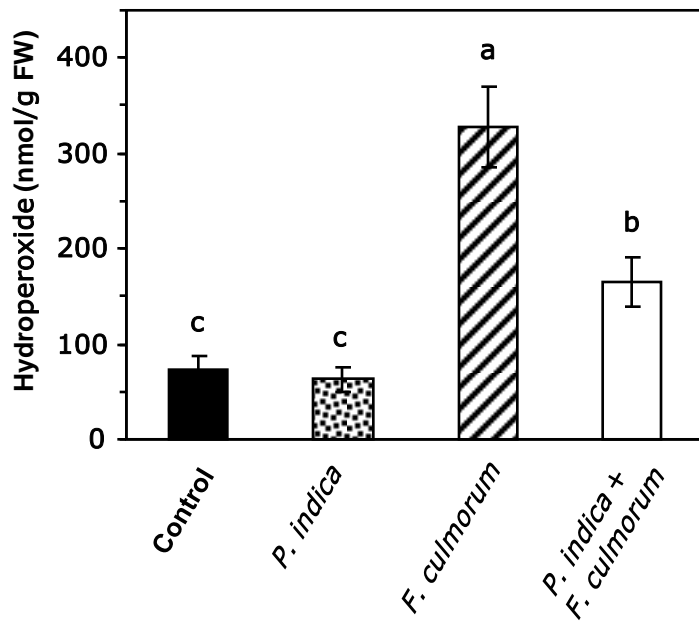 Hydroperoxide (nmol/g FW)
400
300
200
100
0
c
c
a
b
Control
P. indica
F. culmorum
P. indica +
F. culmorum